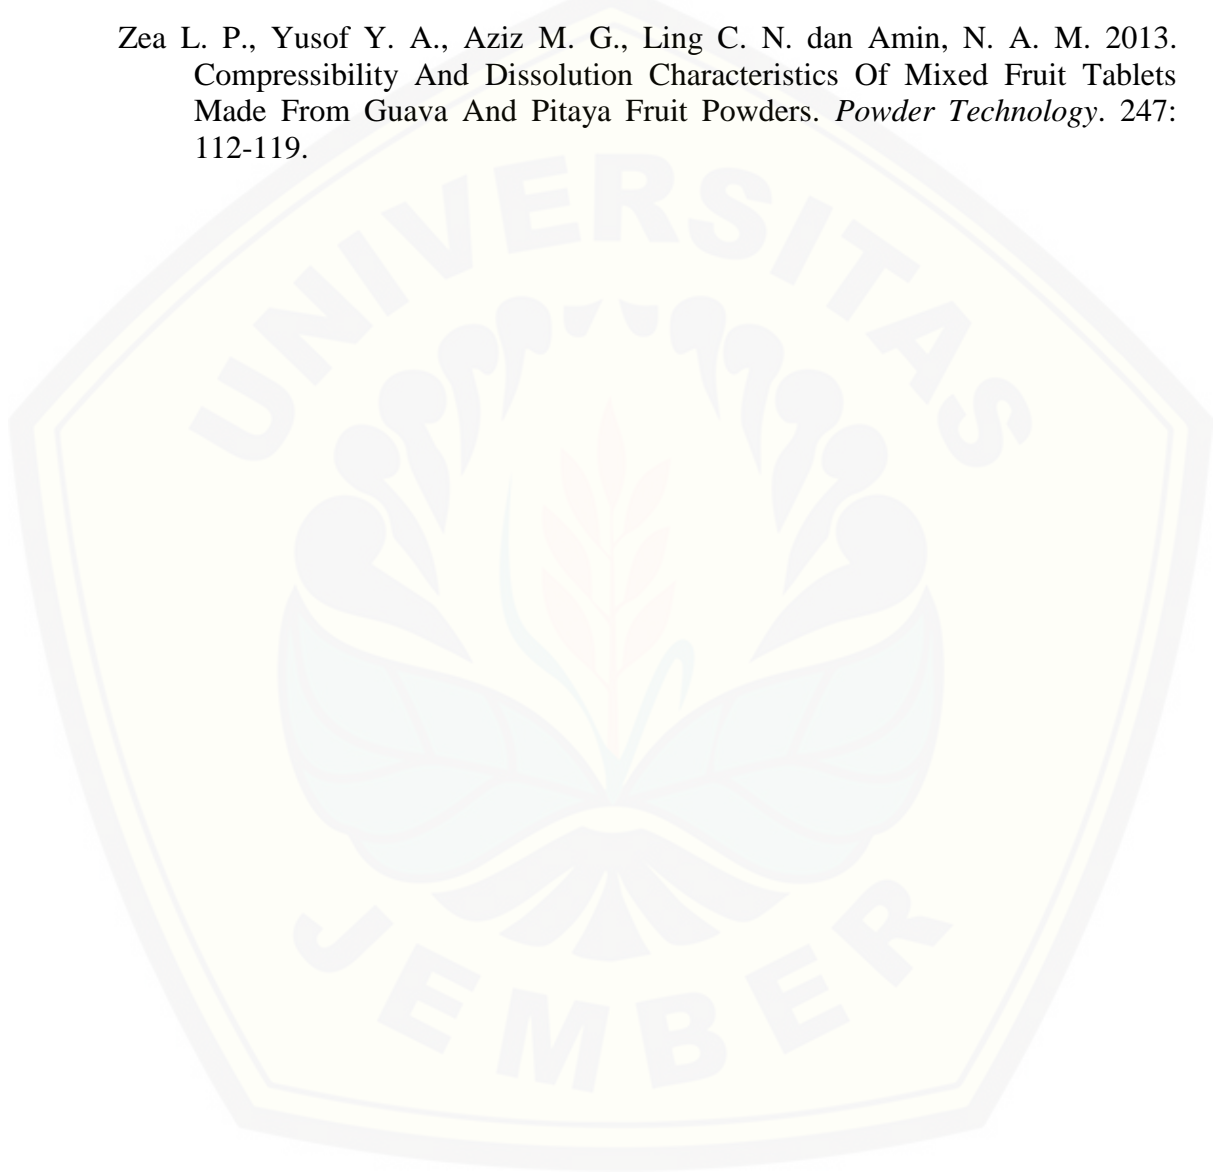 Zea L. P., Yusof Y. A., Aziz M. G., Ling C. N. dan Amin, N. A. M. 2013.
Compressibility And Dissolution Characteristics Of Mixed Fruit Tablets
Made From Guava And Pitaya Fruit Powders. Powder Technology. 247:
112-119.
UNIVERSITAS
JEMBER